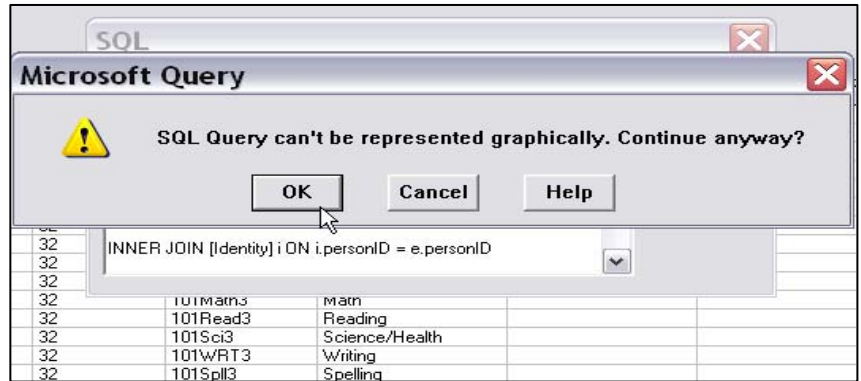 SQL
Microsoft Query
SQL Query can't be represented graphically. Continue anyway?
OK Cancel Help
32
INNER JOIN [Identity] i ON i.personID = e.personID
32
32
32 101Math3 Math
32 101Read3 Reading
32 101Sci3 Science/Health
32 101WRT3 Writing
32 101Spll3 Spelling